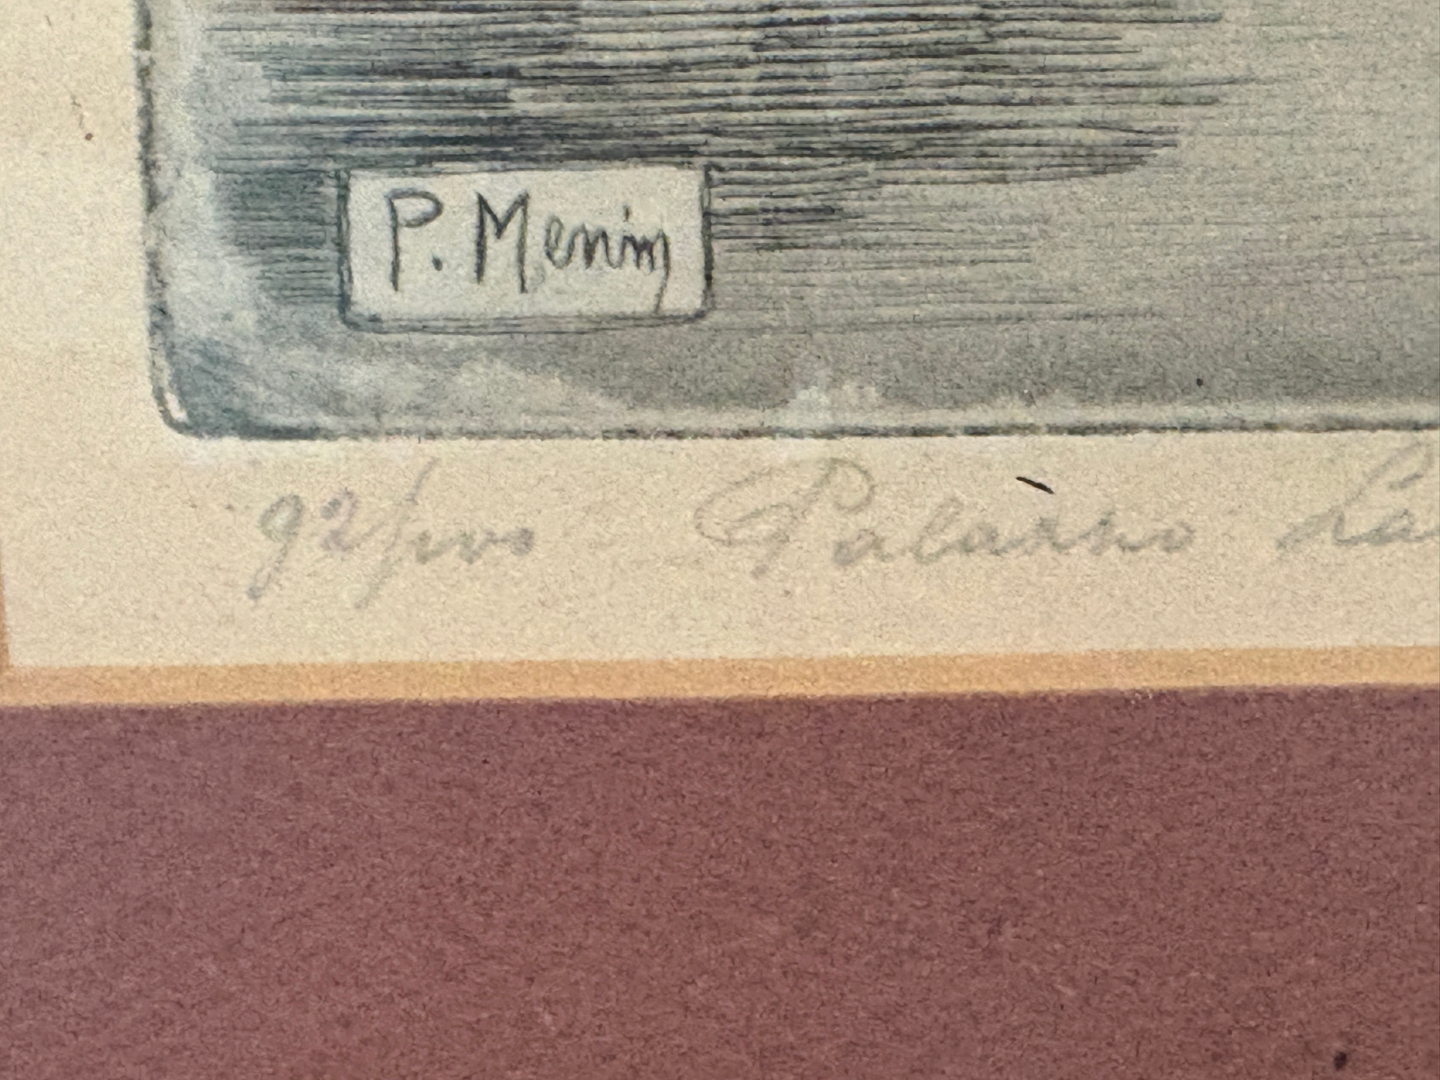 P. Menin
92/100 Palazzo